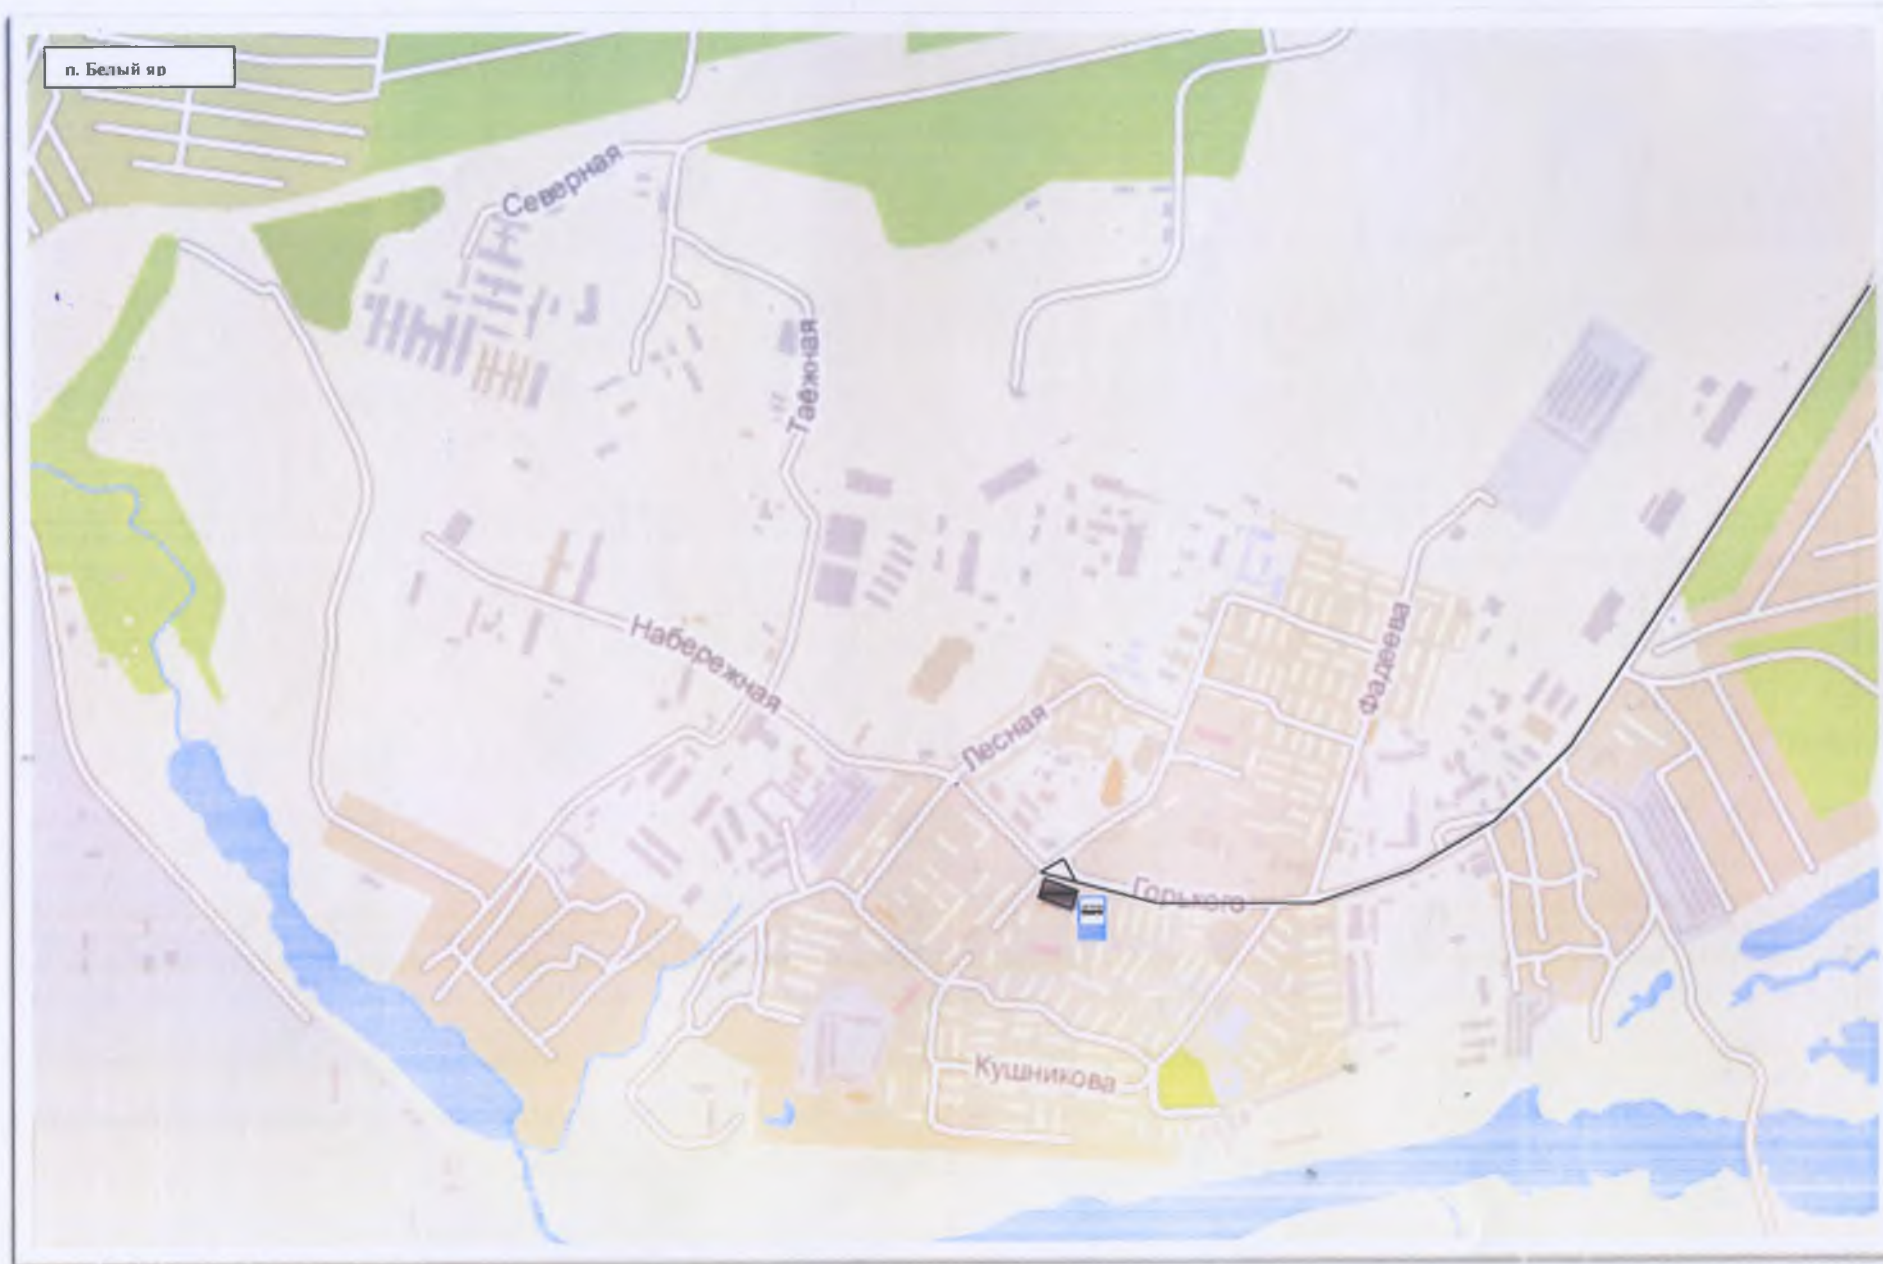 п. Белый яр
Северная
Таёжная
Набережная
Лесная
Фадеева
Горького
Кушникова